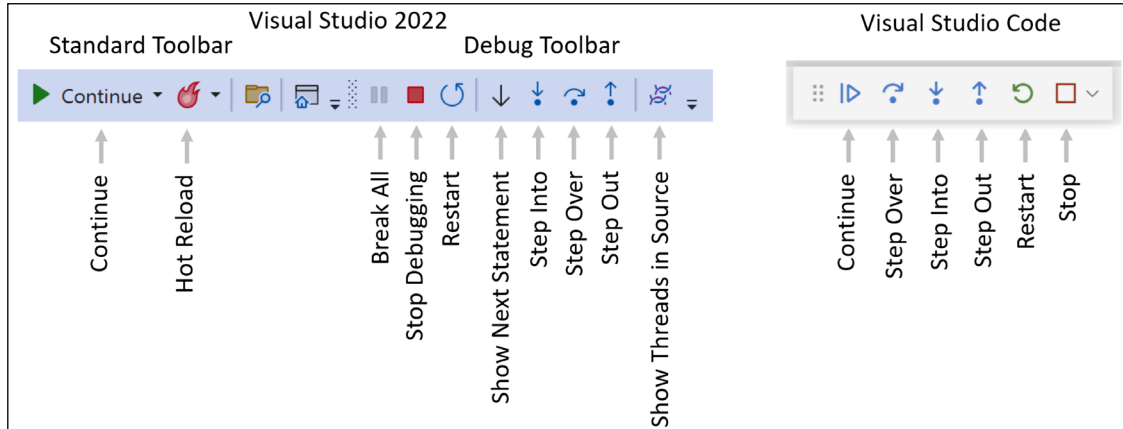 Visual Studio 2022
Visual Studio Code
Standard Toolbar
Debug Toolbar
Continue
Continue
Hot Reload
Break All
Stop Debugging
Restart
Show Next Statement
Step Into
Step Over
Step Out
Show Threads in Source
Continue
Step Over
Step Into
Step Out
Restart
Stop